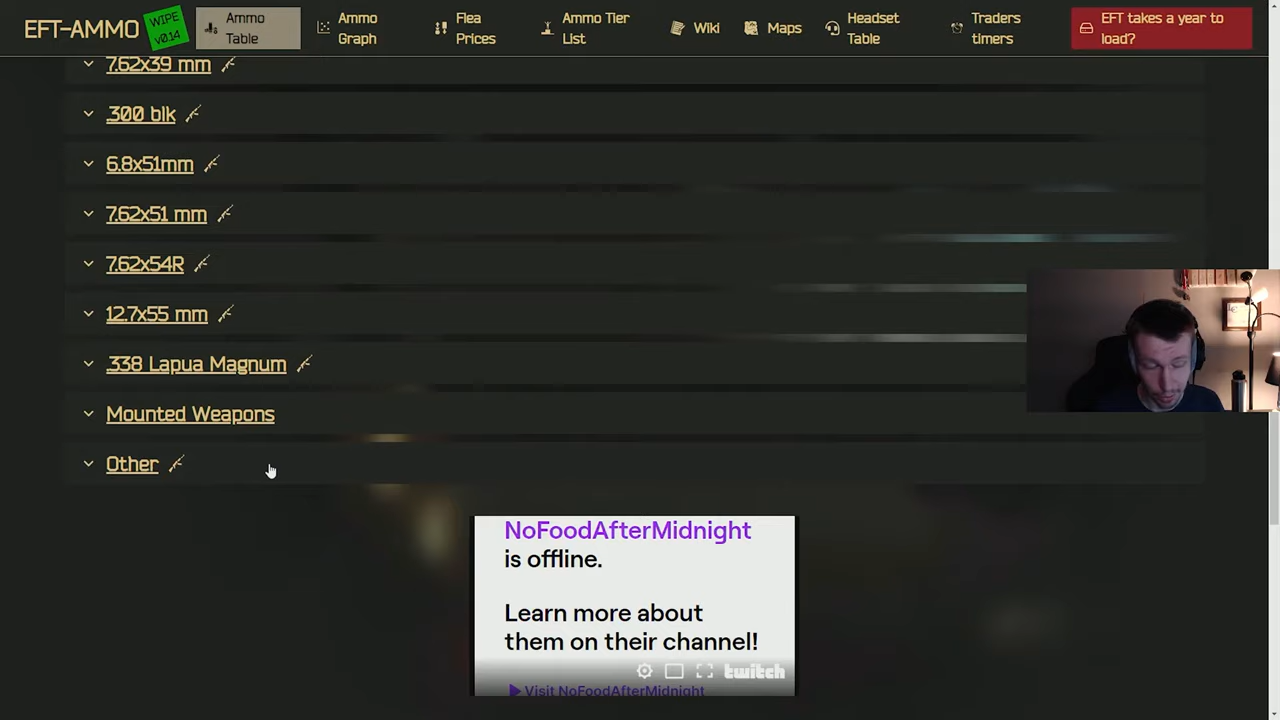 EFT-AMMO
WIPE
v0.14
Ammo
Table
Ammo
Graph
Flea
Prices
Ammo Tier
List
Wiki
Maps
Headset
Table
Traders
timers
EFT takes a year to
load?
7.62x39 mm
.300 blk
6.8x51mm
7.62x51 mm
7.62x54R
12.7x55 mm
.338 Lapua Magnum
Mounted Weapons
Other
NoFoodAfterMidnight
is offline.
Learn more about
them on their channel!
twitch
Visit NoFoodAfterMidnight